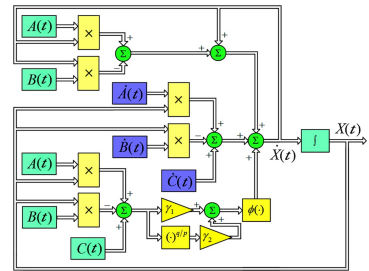 A(t)
×
+
Σ
+
Σ
+
−
B(t)
×
Ȧ(t)
×
+
+
X(t)
−
Σ
+
Σ
+
∫
Ḃ(t)
×
+
+
Ẋ(t)
A(t)
×
Ċ(t)
+
B(t)
×
−
Σ
γ₁
+
Σ
ϕ(·)
+
+
C(t)
(·)^q/p
γ₂